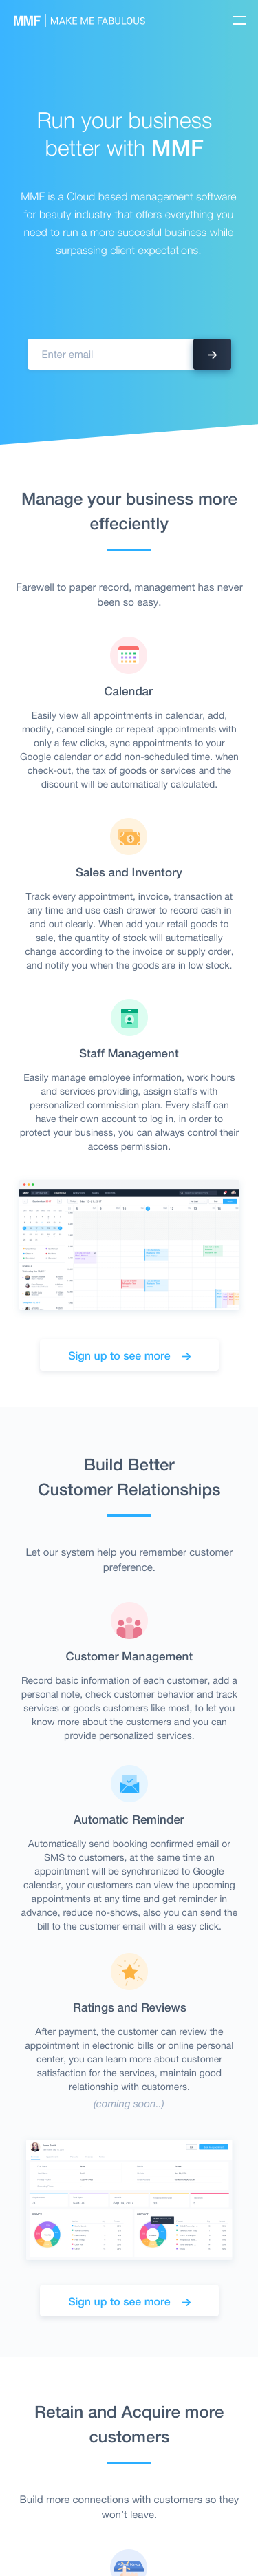 MMF | MAKE ME FABULOUS
Run your business
better with MMF
MMF is a Cloud based management software
for beauty industry that offers everything you
need to run a more succesful business while
surpassing client expectations.
Enter email
Manage your business more
effeciently
Farewell to paper record, management has never
been so easy.
Calendar
Easily view all appointments in calendar, add,
modify, cancel single or repeat appointments with
only a few clicks, sync appointments to your
Google calendar or add non-scheduled time. when
check-out, the tax of goods or services and the
discount will be automatically calculated.
Sales and Inventory
Track every appointment, invoice, transaction at
any time and use cash drawer to record cash in
and out clearly. When add your retail goods to
sale, the quantity of stock will automatically
change according to the invoice or supply order,
and notify you when the goods are in low stock.
Staff Management
Easily manage employee information, work hours
and services providing, assign staffs with
personalized commission plan. Every staff can
have their own account to log in, in order to
protect your business, you can always control their
access permission.
Sign up to see more
Build Better
Customer Relationships
Let our system help you remember customer
preference.
Customer Management
Record basic information of each customer, add a
personal note, check customer behavior and track
services or goods customers like most, to let you
know more about the customers and you can
provide personalized services.
Automatic Reminder
Automatically send booking confirmed email or
SMS to customers, at the same time an
appointment will be synchronized to Google
calendar, your customers can view the upcoming
appointments at any time and get reminder in
advance, reduce no-shows, also you can send the
bill to the customer email with a easy click.
Ratings and Reviews
After payment, the customer can review the
appointment in electronic bills or online personal
center, you can learn more about customer
satisfaction for the services, maintain good
relationship with customers.
(coming soon..)
Sign up to see more
Retain and Acquire more
customers
Build more connections with customers so they
won't leave.